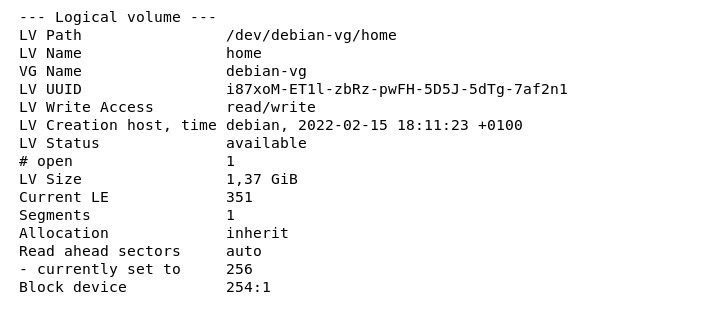 --- Logical volume ---
LV Path                /dev/debian-vg/home
LV Name                home
VG Name                debian-vg
LV UUID                i87xoM-ET1l-zbRz-pwFH-5D5J-5dTg-7af2n1
LV Write Access        read/write
LV Creation host, time debian, 2022-02-15 18:11:23 +0100
LV Status              available
# open                 1
LV Size                1,37 GiB
Current LE             351
Segments               1
Allocation             inherit
Read ahead sectors     auto
- currently set to     256
Block device           254:1